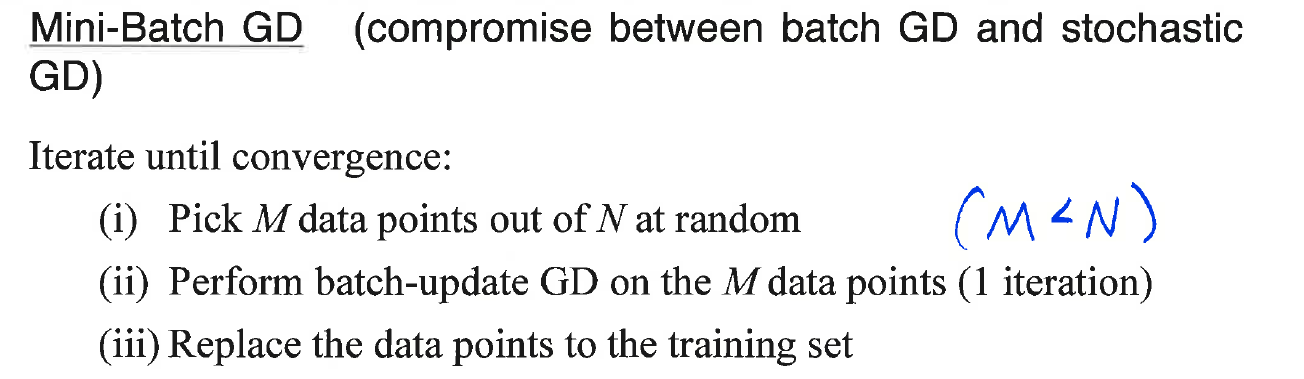 Mini-Batch GD (compromise between batch GD and stochastic
GD)
Iterate until convergence:
(i) Pick M data points out of N at random (M < N)
(ii) Perform batch-update GD on the M data points (1 iteration)
(iii) Replace the data points to the training set